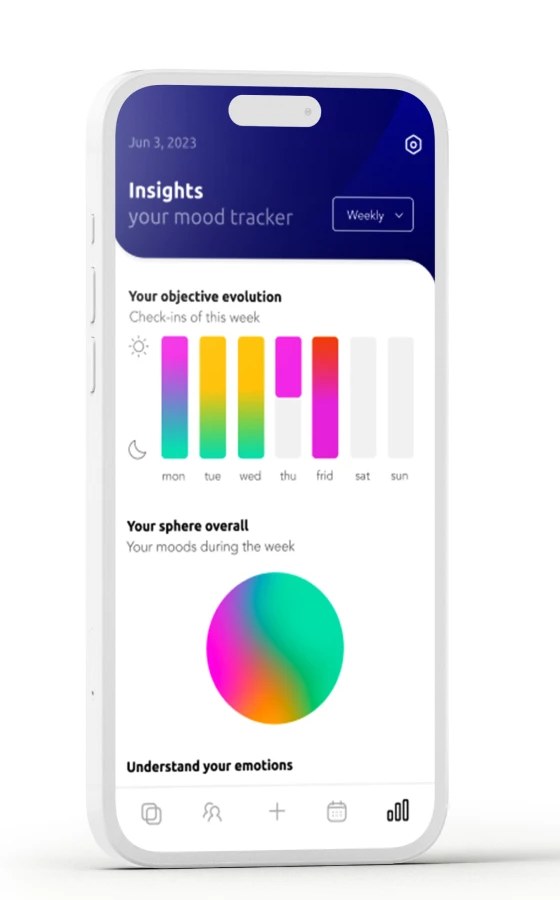 Jun 3, 2023
Insights
your mood tracker
Weekly
Your objective evolution
Check-ins of this week
mon tue wed thu frid sat sun
Your sphere overall
Your moods during the week
Understand your emotions